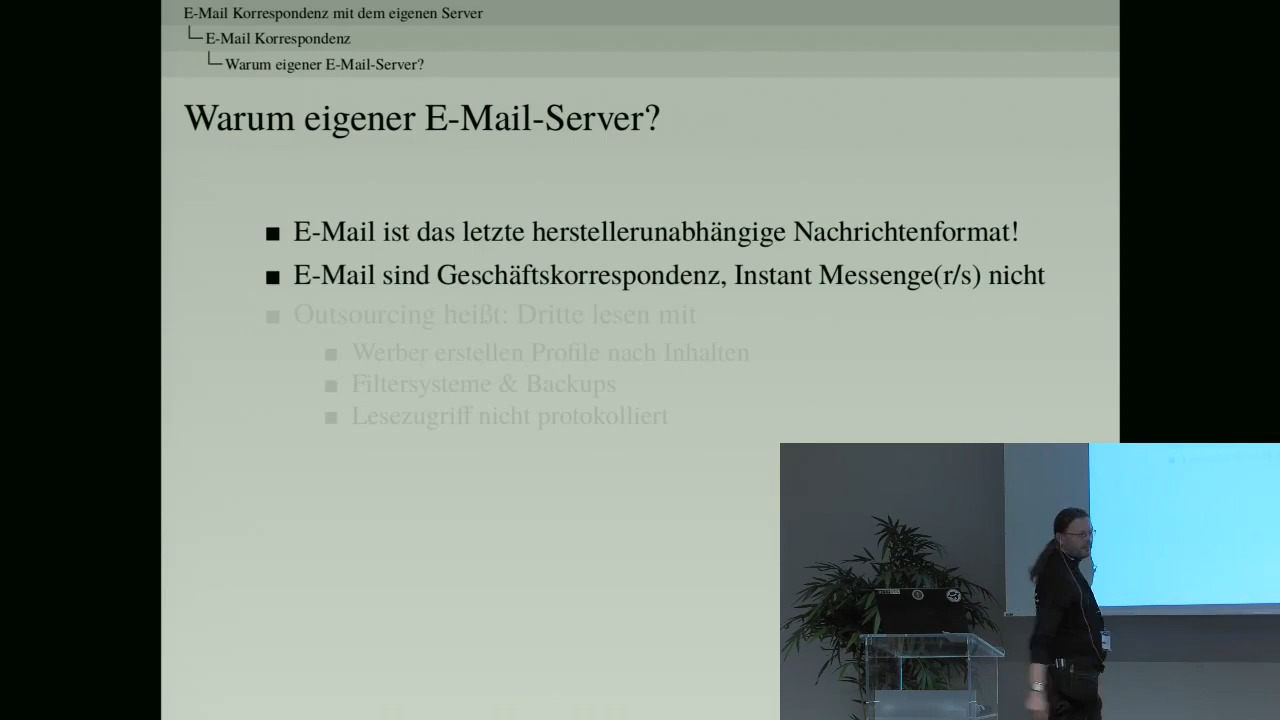 E-Mail Korrespondenz mit dem eigenen Server
E-Mail Korrespondenz
Warum eigener E-Mail-Server?
Warum eigener E-Mail-Server?
■ E-Mail ist das letzte herstellerunabhängige Nachrichtenformat!
■ E-Mail sind Geschäftskorrespondenz, Instant Messenge(r/s) nicht
■ Outsourcing heißt: Dritte lesen mit
■ Werber erstellen Profile nach Inhalten
■ Filtersysteme & Backups
■ Lesezugriff nicht protokolliert